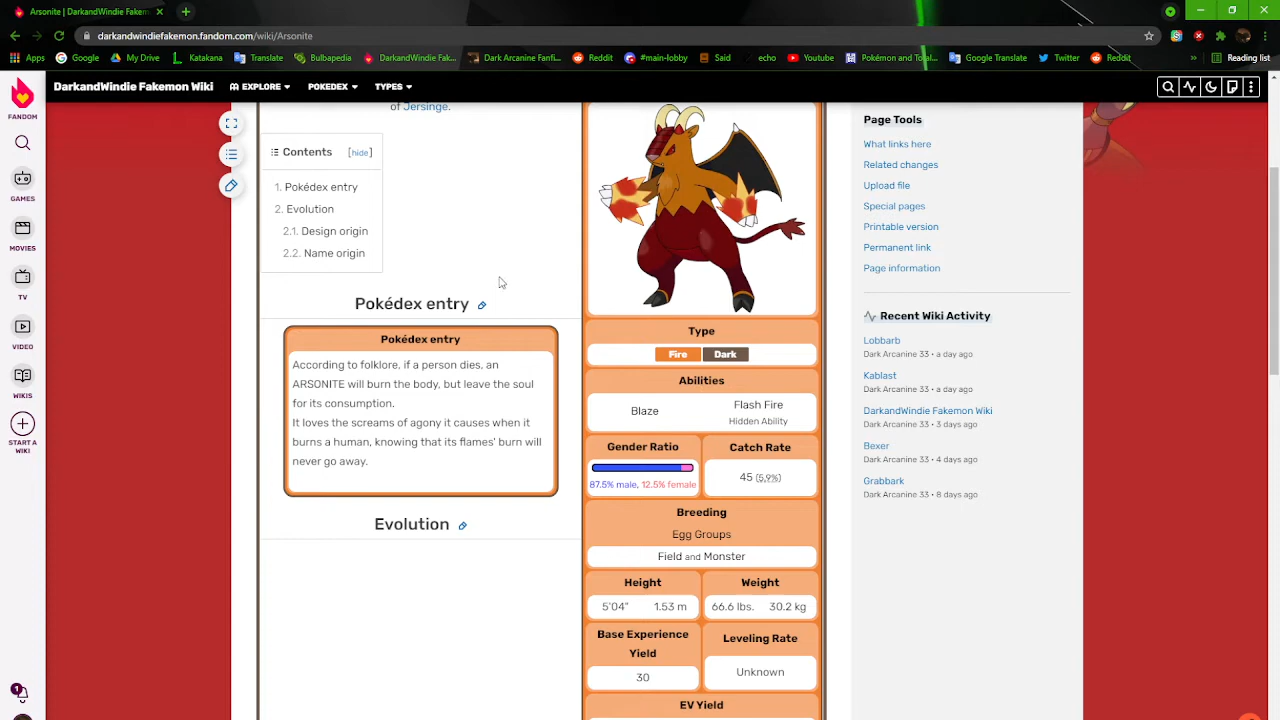 Arsonite | DarkandWindie Fakem
darkandwindiefakemon.fandom.com/wiki/Arsonite
Apps
Google
My Drive
Katakana
Translate
Bulbapedia
DarkandWindie Fak...
Dark Arcanine Fanfi...
Reddit
#main-lobby
Said
echo
Youtube
Pokémon and Total...
Google Translate
Twitter
Reddit
»
Reading list
FANDOM
GAMES
MOVIES
TV
VIDEO
WIKIS
START A
WIKI
1
DarkandWindie Fakemon Wiki
EXPLORE
POKEDEX
TYPES
of Jersinge.
Contents [hide]
1. Pokédex entry
2. Evolution
2.1. Design origin
2.2. Name origin
Pokédex entry
Pokédex entry
According to folklore, if a person dies, an
ARSONITE will burn the body, but leave the soul
for its consumption.
It loves the screams of agony it causes when it
burns a human, knowing that its flames' burn will
never go away.
Evolution
Type
Fire Dark
Abilities
Blaze
Flash Fire
Hidden Ability
Gender Ratio
87.5% male, 12.5% female
Catch Rate
45 (5.9%)
Breeding
Egg Groups
Field and Monster
Height
5'04" 1.53 m
Weight
66.6 lbs. 30.2 kg
Base Experience
Yield
30
Leveling Rate
Unknown
EV Yield
Page Tools
What links here
Related changes
Upload file
Special pages
Printable version
Permanent link
Page information
Recent Wiki Activity
Lobbarb
Dark Arcanine 33 • a day ago
Kablast
Dark Arcanine 33 • a day ago
DarkandWindie Fakemon Wiki
Dark Arcanine 33 • 3 days ago
Bexer
Dark Arcanine 33 • 4 days ago
Grabbark
Dark Arcanine 33 • 6 days ago